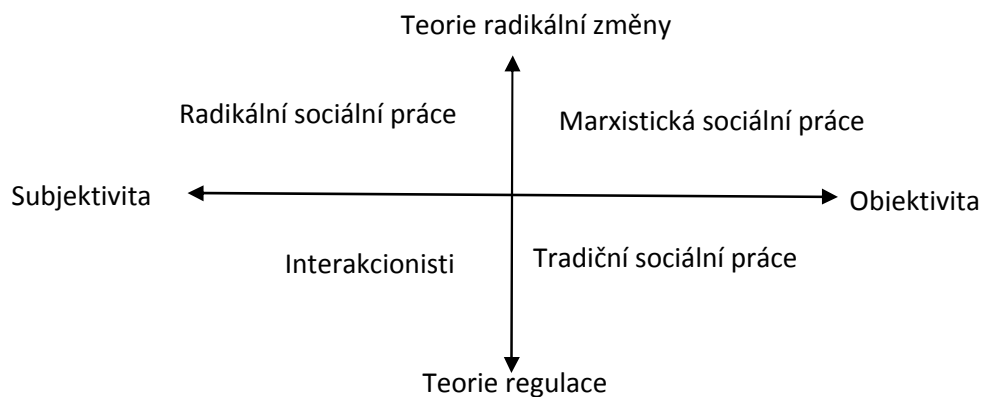 Teorie radikální změny
Radikální sociální práce
Marxistická sociální práce
Subjektivita
Objektivita
Interakcionisti
Tradiční sociální práce
Teorie regulace